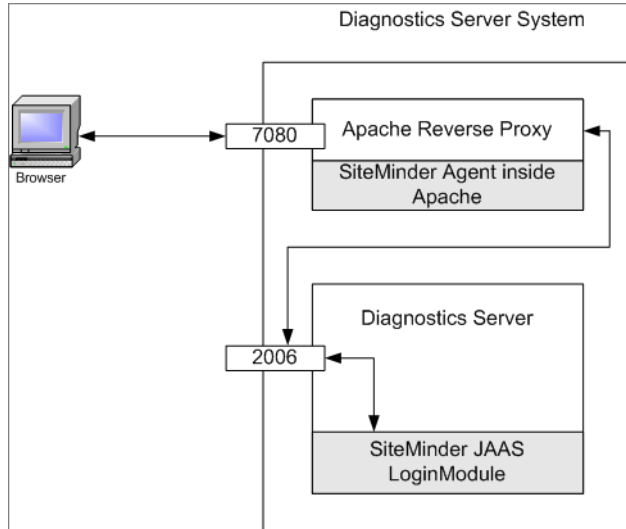 Diagnostics Server System
7080
Apache Reverse Proxy
Browser
SiteMinder Agent inside
Apache
Diagnostics Server
2006
SiteMinder JAAS
LoginModule